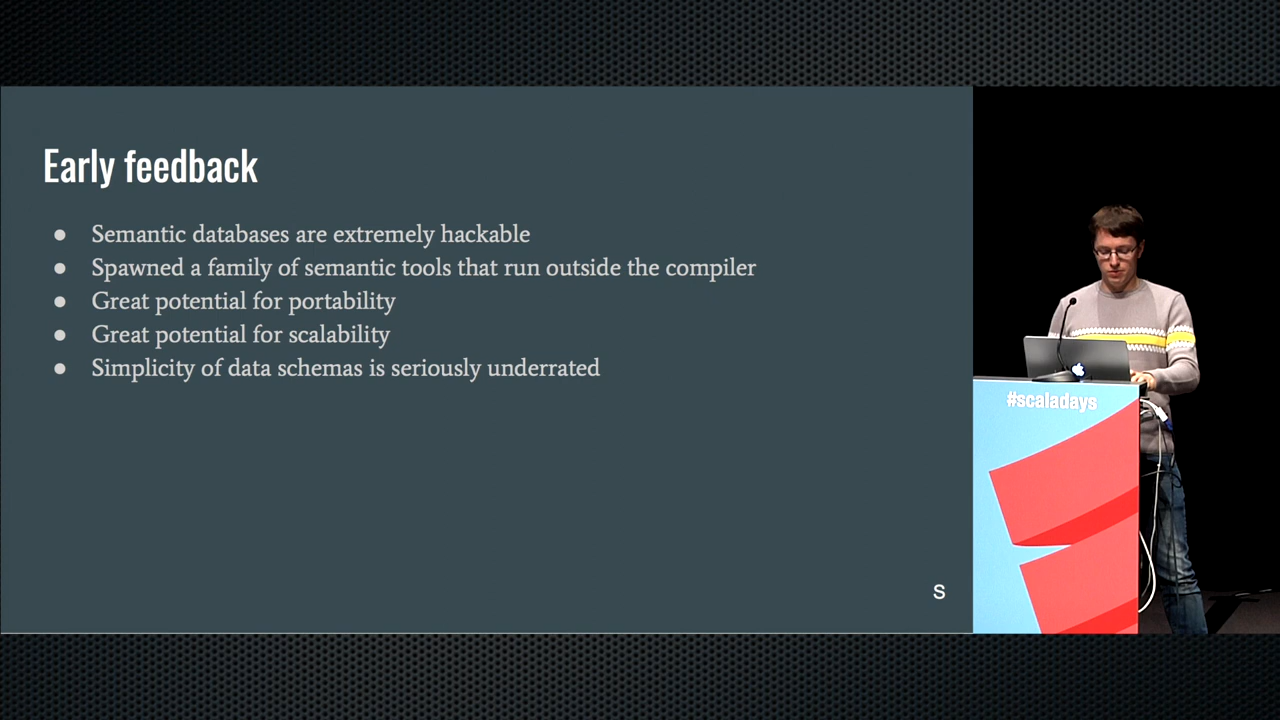 Early feedback
● Semantic databases are extremely hackable
● Spawned a family of semantic tools that run outside the compiler
● Great potential for portability
● Great potential for scalability
● Simplicity of data schemas is seriously underrated
S
#scaladays